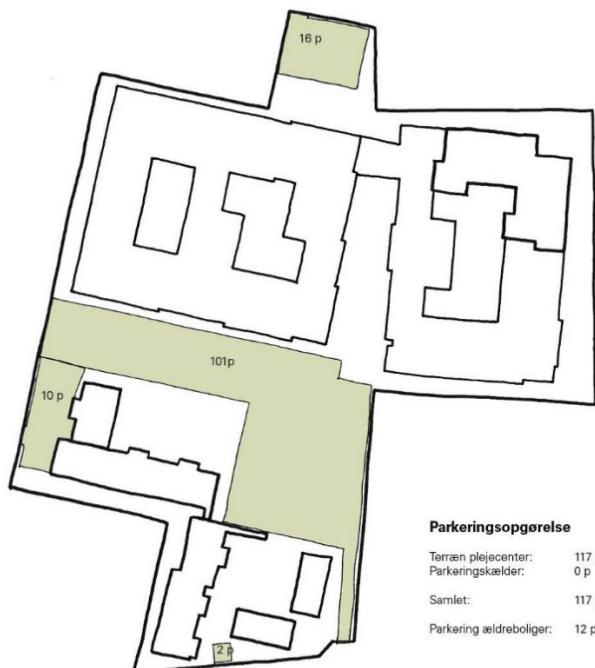 16 p
101p
10 p
2 p
Parkeringsopgørelse
Terræn plejecenter: 117
Parkeringskælder: 0 p
Samlet: 117
Parkering ældreboliger: 12 p